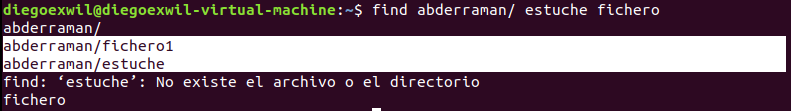 diegoexwil@diegoexwil-virtual-machine:~$ find abderraman/ estuche fichero
abderraman/
abderraman/fichero1
abderraman/estuche
find: ‘estuche’: No existe el archivo o el directorio
fichero